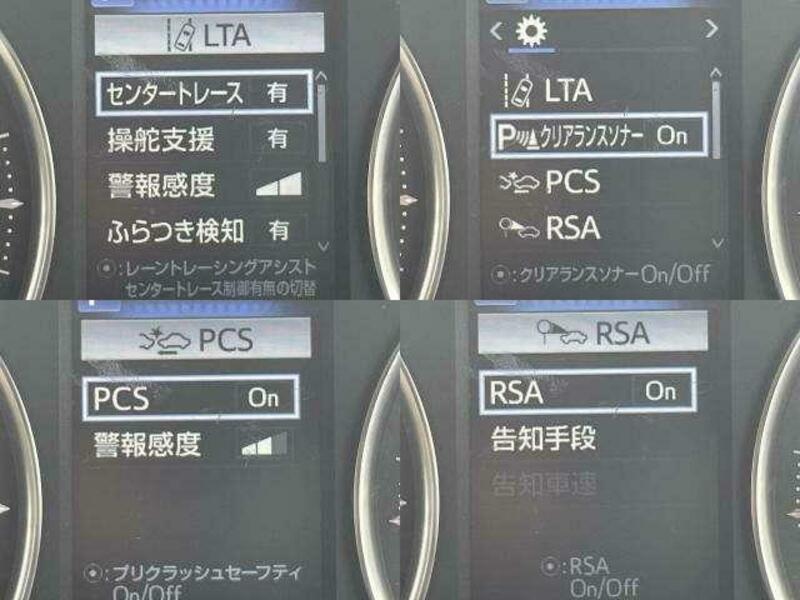 LTA
センタートレース 有
操舵支援 有
警報感度
ふらつき検知 有
:レーントレーシングアシスト
センタートレース制御有無の切替
LTA
クリアランスソナー On
PCS
RSA
:クリアランスソナーOn/Off
PCS
PCS On
警報感度
:プリクラッシュセーフティ
On/Off
RSA
RSA On
告知手段
告知車速
:RSA
On/Off